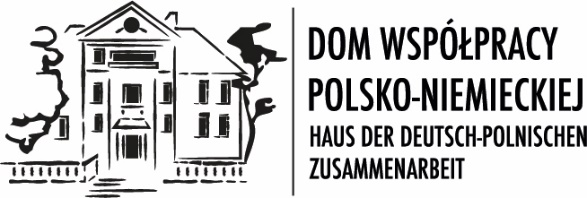 DOM WSPÓŁPRACY
POLSKO-NIEMIECKIEJ
HAUS DER DEUTSCH-POLNISCHEN
ZUSAMMENARBEIT